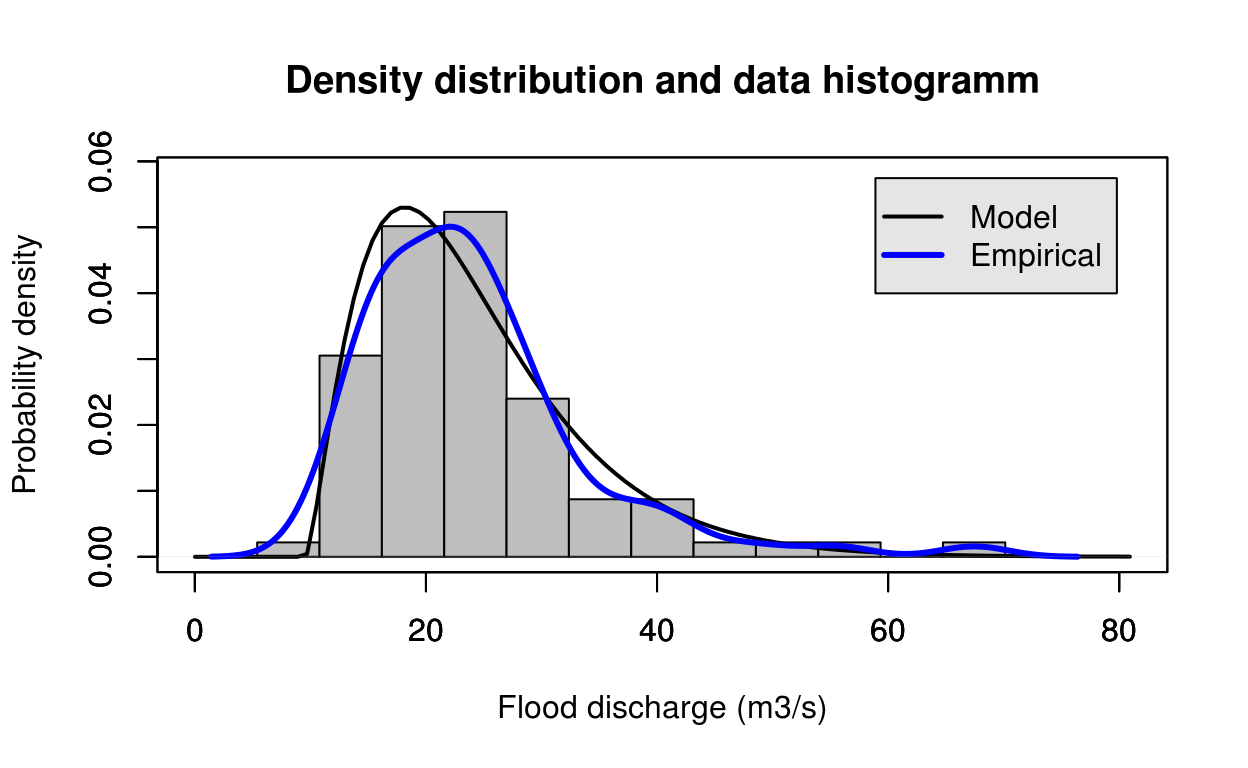 Density distribution and data histogramm
Probability density
0.06
0.04
0.02
0.00
Model
Empirical
0 20 40 60 80
Flood discharge (m3/s)